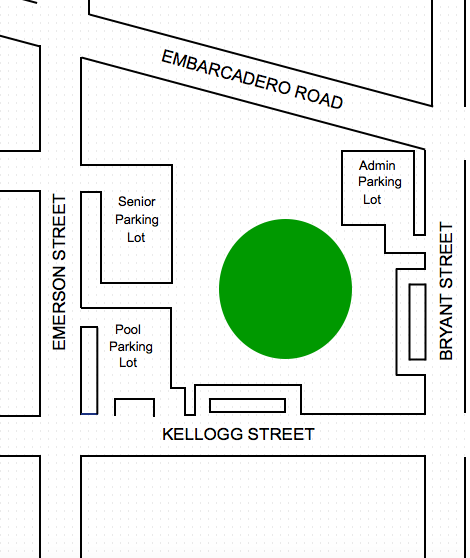 EMBARCADERO ROAD
Admin
Parking
Lot
Senior
Parking
Lot
EMERSON STREET
BRYANT STREET
Pool
Parking
Lot
KELLOGG STREET